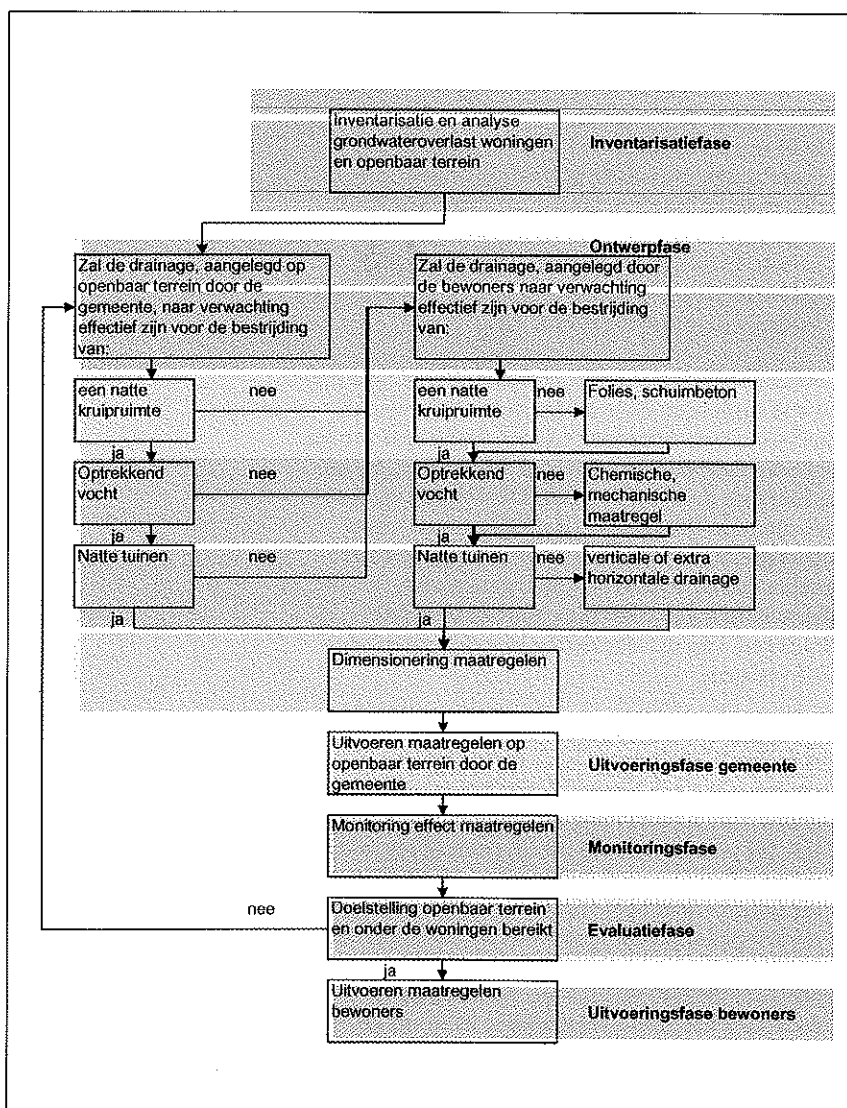 Inventarisatie en analyse
grondwateroverlast woningen
en openbaar terrein
Inventarisatiefase
Ontwerpfase
Zal de drainage, aangelegd op
openbaar terrein door de
gemeente, naar verwachting
effectief zijn voor de bestrijding
van:
Zal de drainage, aangelegd door
de bewoners naar verwachting
effectief zijn voor de bestrijding
van:
een natte
kruipruimte
nee
een natte
kruipruimte
nee
Folies, schuimbeton
ja
ja
Optrekkend
vocht
nee
Optrekkend
vocht
nee
Chemische,
mechanische
maatregel
ja
ja
Natte tuinen
nee
Natte tuinen
nee
verticale of extra
horizontale drainage
ja
ja
Dimensionering maatregelen
Uitvoeren maatregelen op
openbaar terrein door de
gemeente
Uitvoeringsfase gemeente
Monitoring effect maatregelen
Monitoringsfase
nee
Doelstelling openbaar terrein
en onder de woningen bereikt
Evaluatiefase
ja
Uitvoeren maatregelen
bewoners
Uitvoeringsfase bewoners